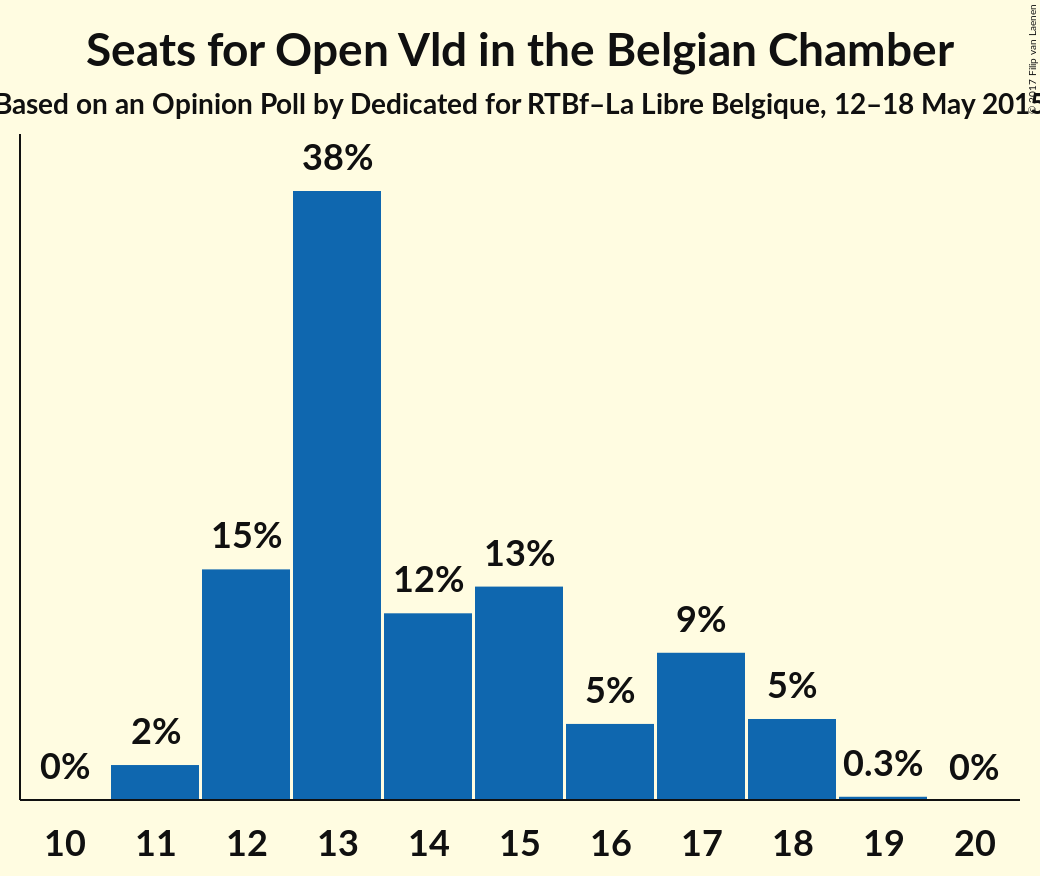 Seats for Open Vld in the Belgian Chamber
Based on an Opinion Poll by Dedicated for RTBf–La Libre Belgique, 12–18 May 2015
© 2017 Filip van Laenen
38%
15%
13%
12%
9%
5%
5%
2%
0%
0.3%
0%
10 11 12 13 14 15 16 17 18 19 20